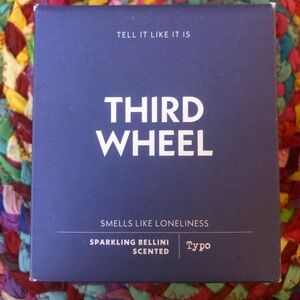 TELL IT LIKE IT IS
THIRD
WHEEL
SMELLS LIKE LONELINESS
SPARKLING BELLINI
SCENTED
Typo